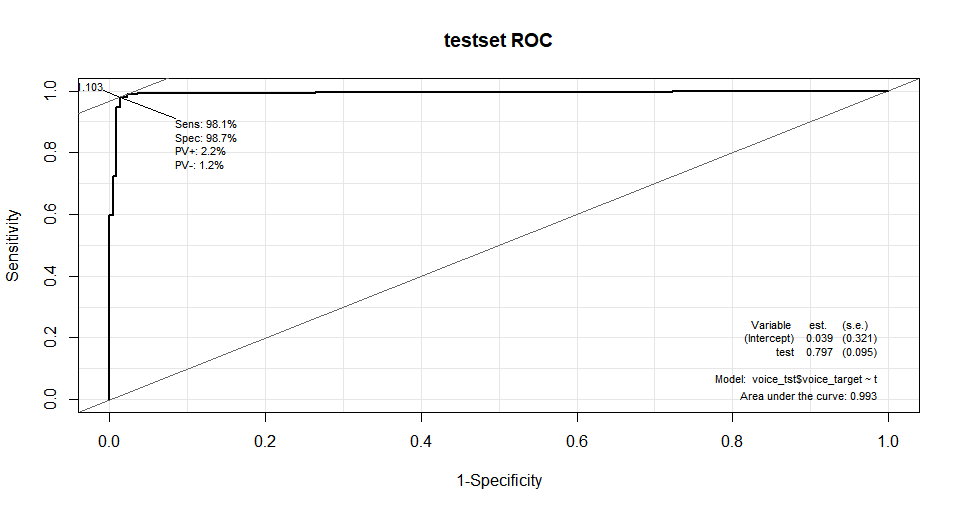 testset ROC
1.0
0.8
0.6
0.4
0.2
0.0
Sensitivity
Sens: 98.1%
Spec: 98.7%
PV+: 2.2%
PV-: 1.2%
Variable est. (s.e.)
(Intercept) 0.039 (0.321)
test 0.797 (0.095)
Model: voice_tst$voice_target ~ t
Area under the curve: 0.993
0.0 0.2 0.4 0.6 0.8 1.0
1-Specificity